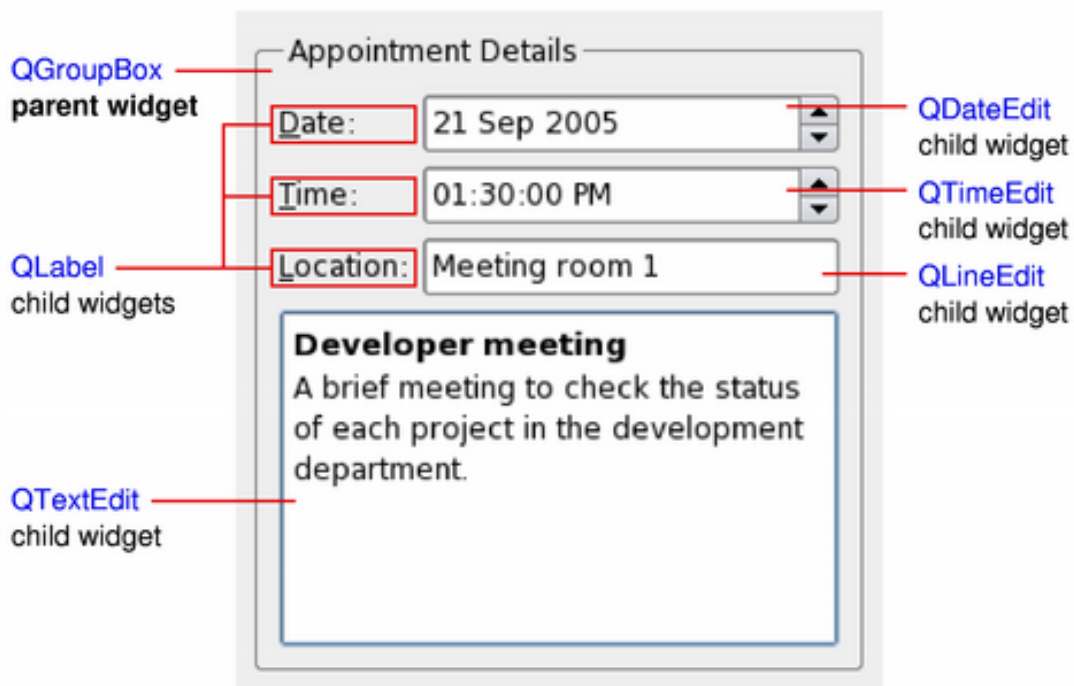 Appointment Details
QGroupBox
parent widget
Date: 21 Sep 2005
QDateEdit
child widget
Time: 01:30:00 PM
QTimeEdit
child widget
QLabel
child widgets
Location: Meeting room 1
QLineEdit
child widget
Developer meeting
A brief meeting to check the status
of each project in the development
department.
QTextEdit
child widget